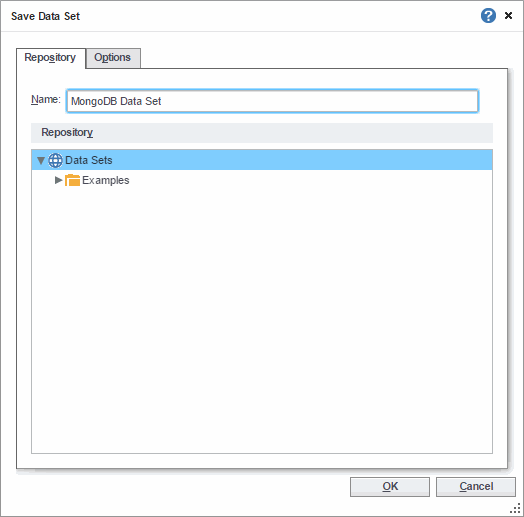 Save Data Set
Repository Options
Name: MongoDB Data Set
Repository
Data Sets
Examples
OK Cancel